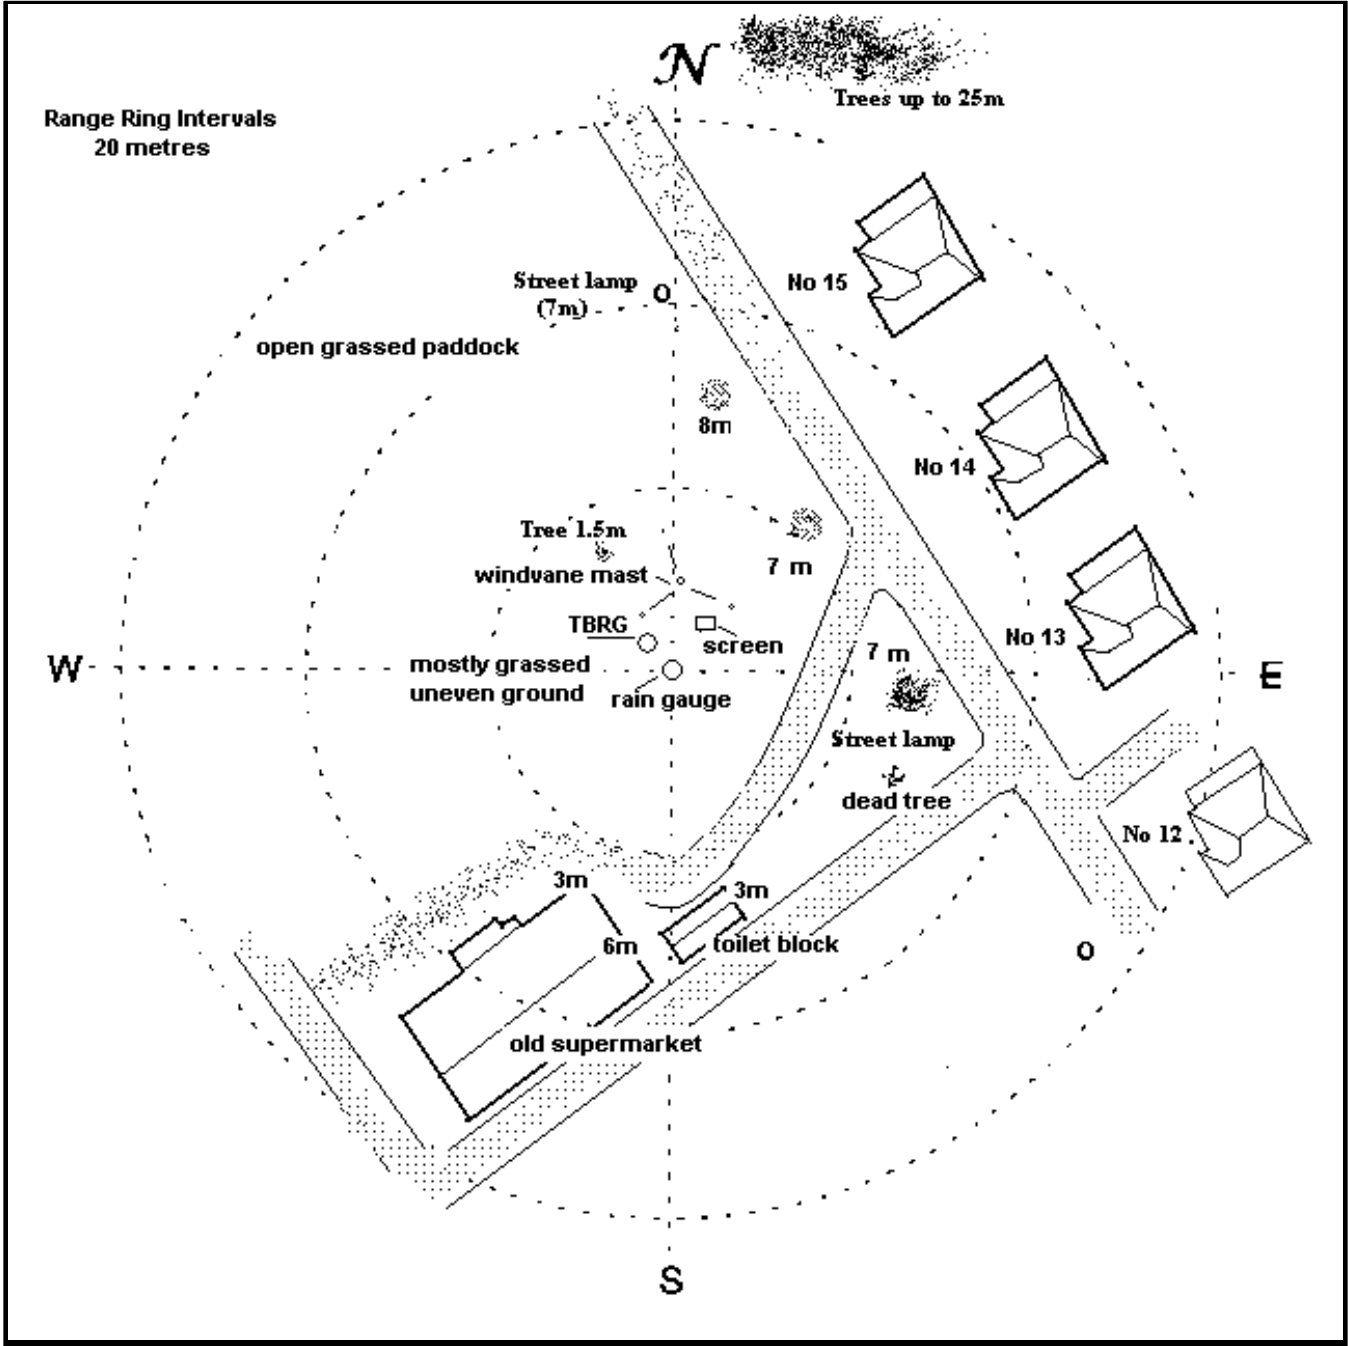 N
Trees up to 25m
Range Ring Intervals
20 metres
No 15
Street lamp
(7m)
O
open grassed paddock
8m
No 14
Tree 1.5m
7 m
windvane mast
TBRG
screen
No 13
mostly grassed
uneven ground
rain gauge
W
E
7 m
Street lamp
dead tree
No 12
3m
3m
6m
toilet block
O
old supermarket
S